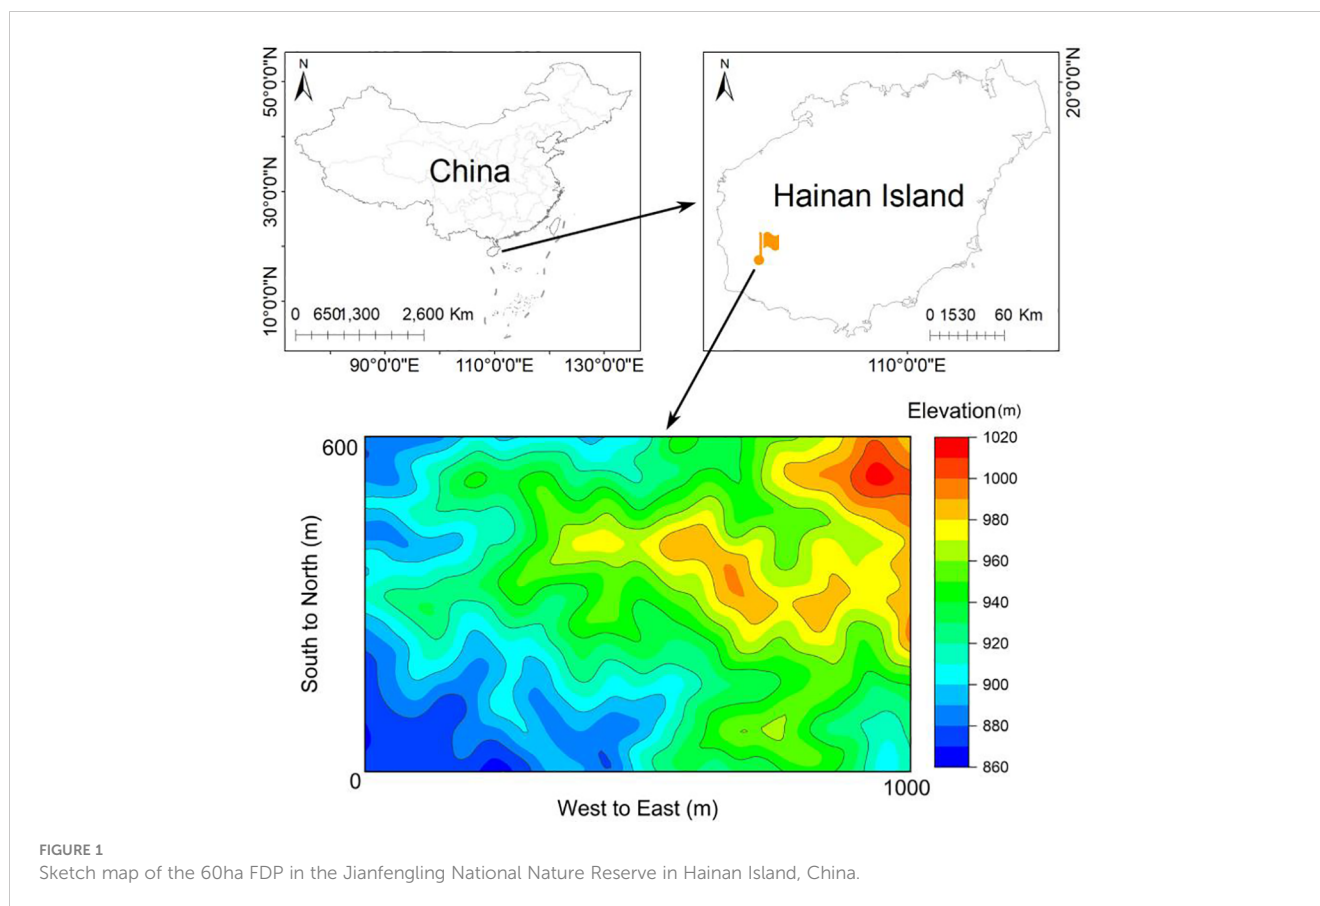 N
50°0'0"N
30°0'0"N
10°0'0"N
China
0 650 1,300 2,600 Km
90°0'0"E 110°0'0"E 130°0'0"E
N
20°0'0"N
Hainan Island
0 1530 60 Km
110°0'0"E
Elevation(m)
1020
1000
980
960
940
920
900
880
860
600
South to North (m)
0
1000
West to East (m)
FIGURE 1
Sketch map of the 60ha FDP in the Jianfengling National Nature Reserve in Hainan Island, China.